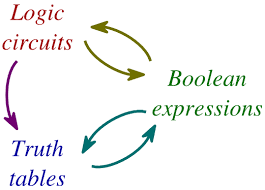 Logic
circuits
Boolean
expressions
Truth
tables